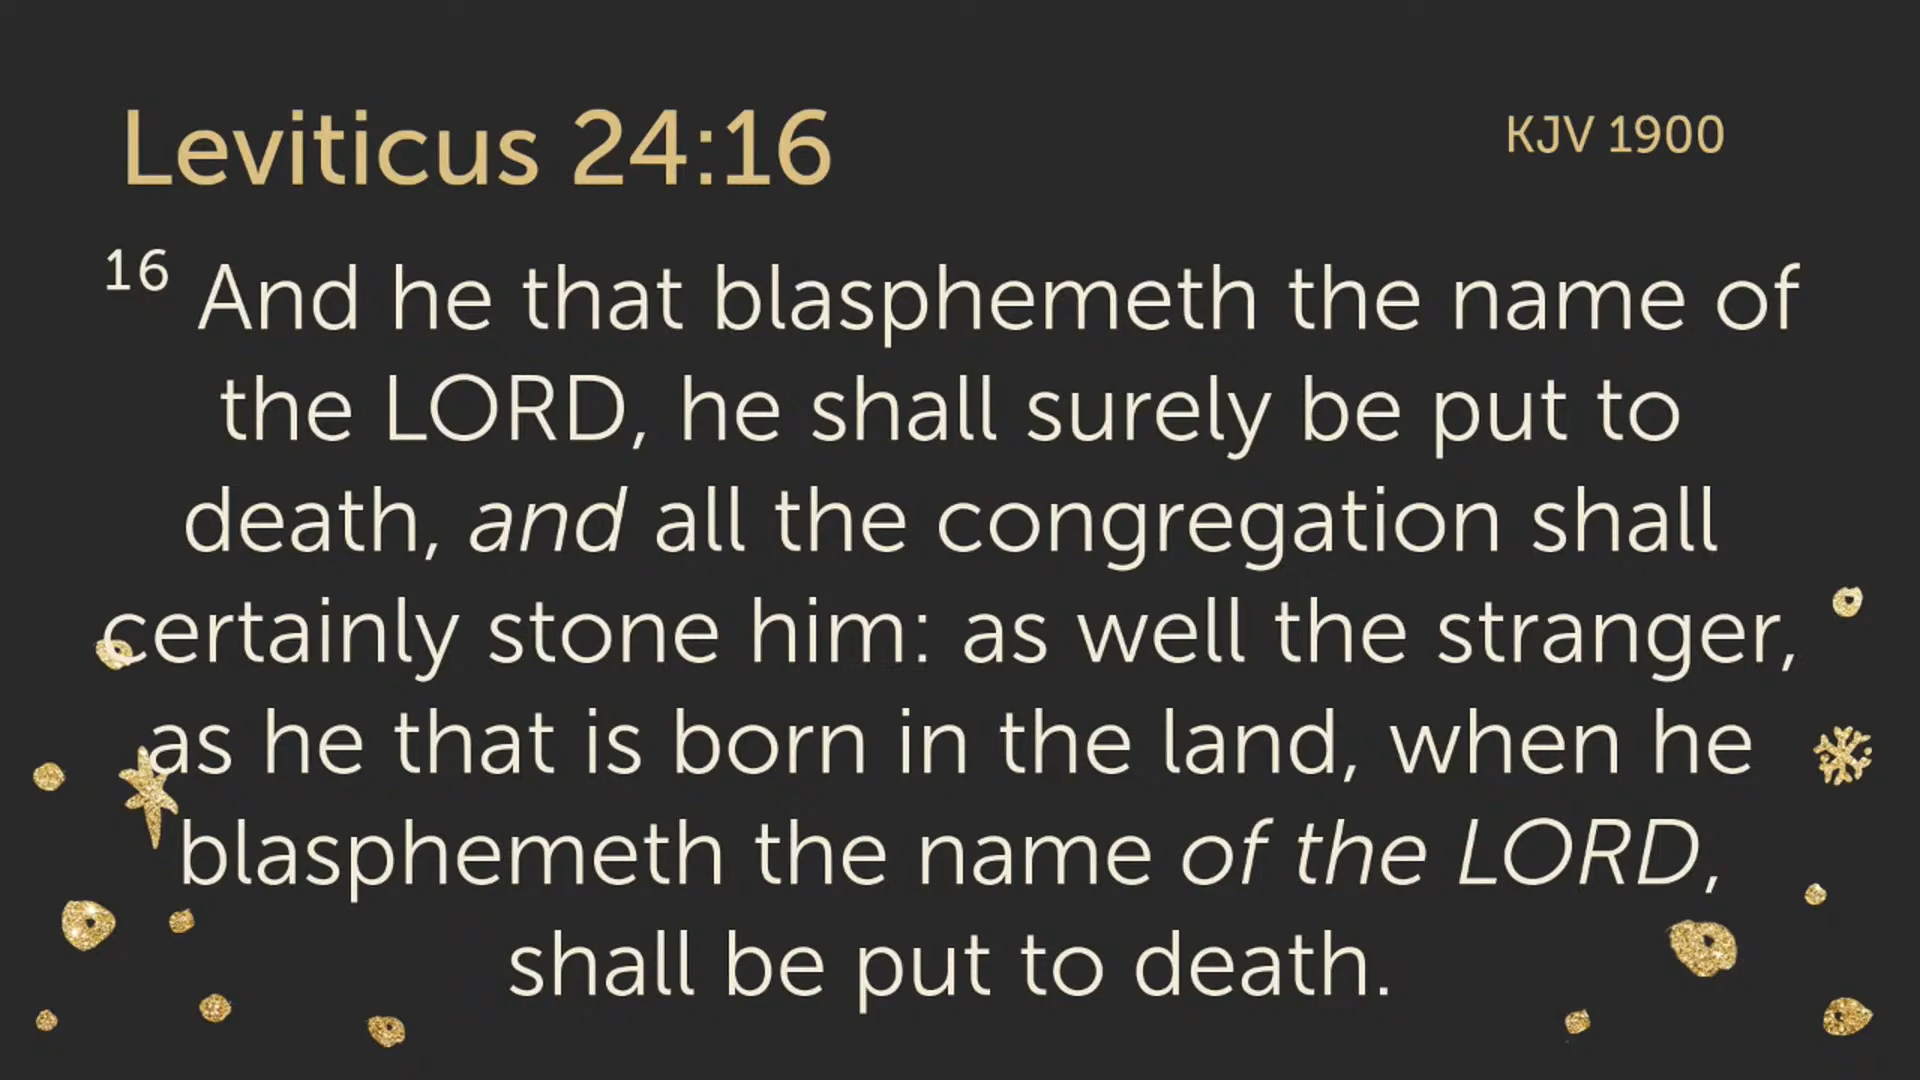 Leviticus 24:16
KJV 1900
16 And he that blasphemeth the name of
the LORD, he shall surely be put to
death, and all the congregation shall
certainly stone him: as well the stranger,
as he that is born in the land, when he
blasphemeth the name of the LORD,
shall be put to death.